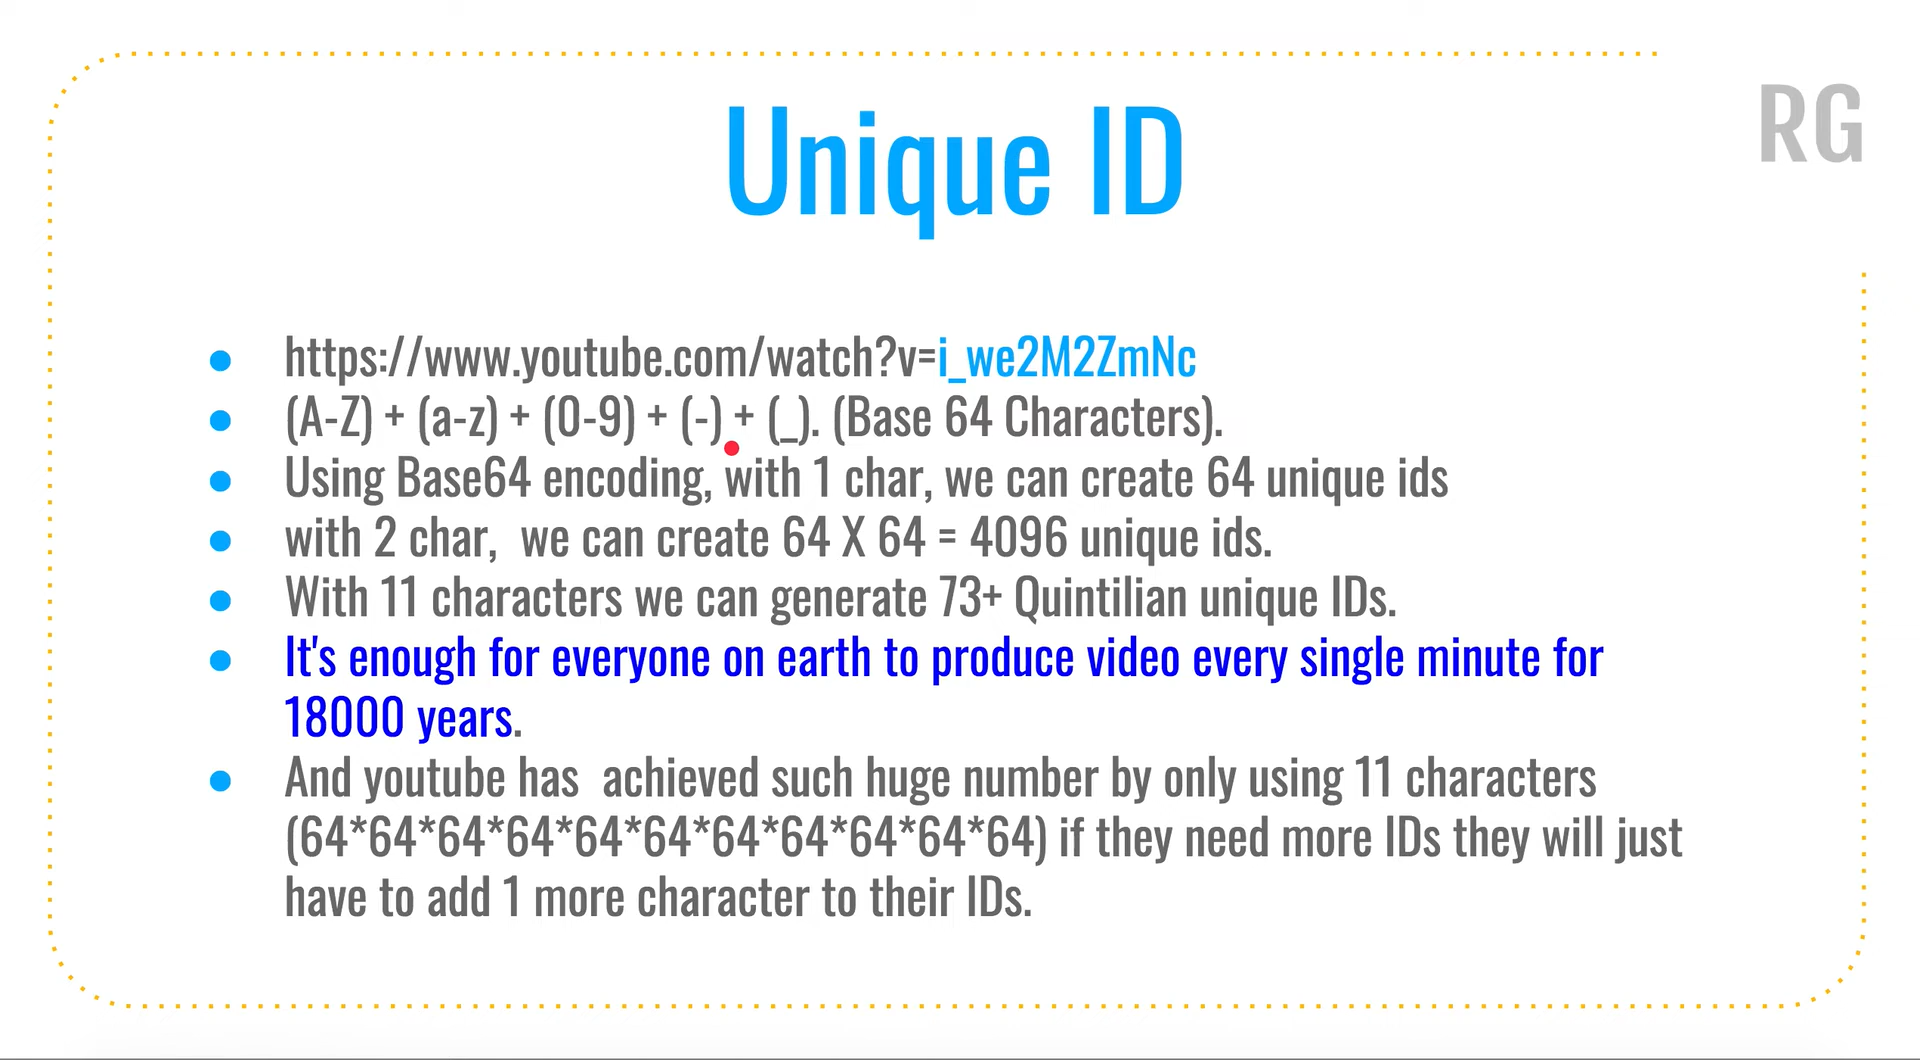 RG
Unique ID
https://www.youtube.com/watch?v=i_we2M2ZmNc
(A-Z) + (a-z) + (0-9) + (-) + (_). (Base 64 Characters).
Using Base64 encoding, with 1 char, we can create 64 unique ids
with 2 char,  we can create 64 X 64 = 4096 unique ids.
With 11 characters we can generate 73+ Quintilian unique IDs.
It's enough for everyone on earth to produce video every single minute for
18000 years.
And youtube has  achieved such huge number by only using 11 characters
(64*64*64*64*64*64*64*64*64*64*64) if they need more IDs they will just
have to add 1 more character to their IDs.